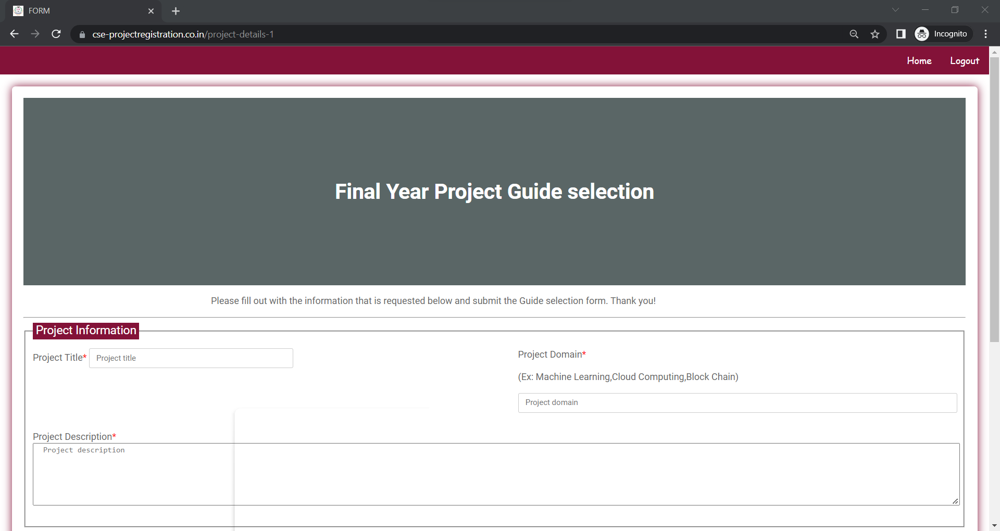 FORM
cse-projectregistration.co.in/project-details-1
Incognito
Home Logout
Final Year Project Guide selection
Please fill out with the information that is requested below and submit the Guide selection form. Thank you!
Project Information
Project Title* Project title
Project Domain*
(Ex: Machine Learning,Cloud Computing,Block Chain)
Project domain
Project Description*
Project description